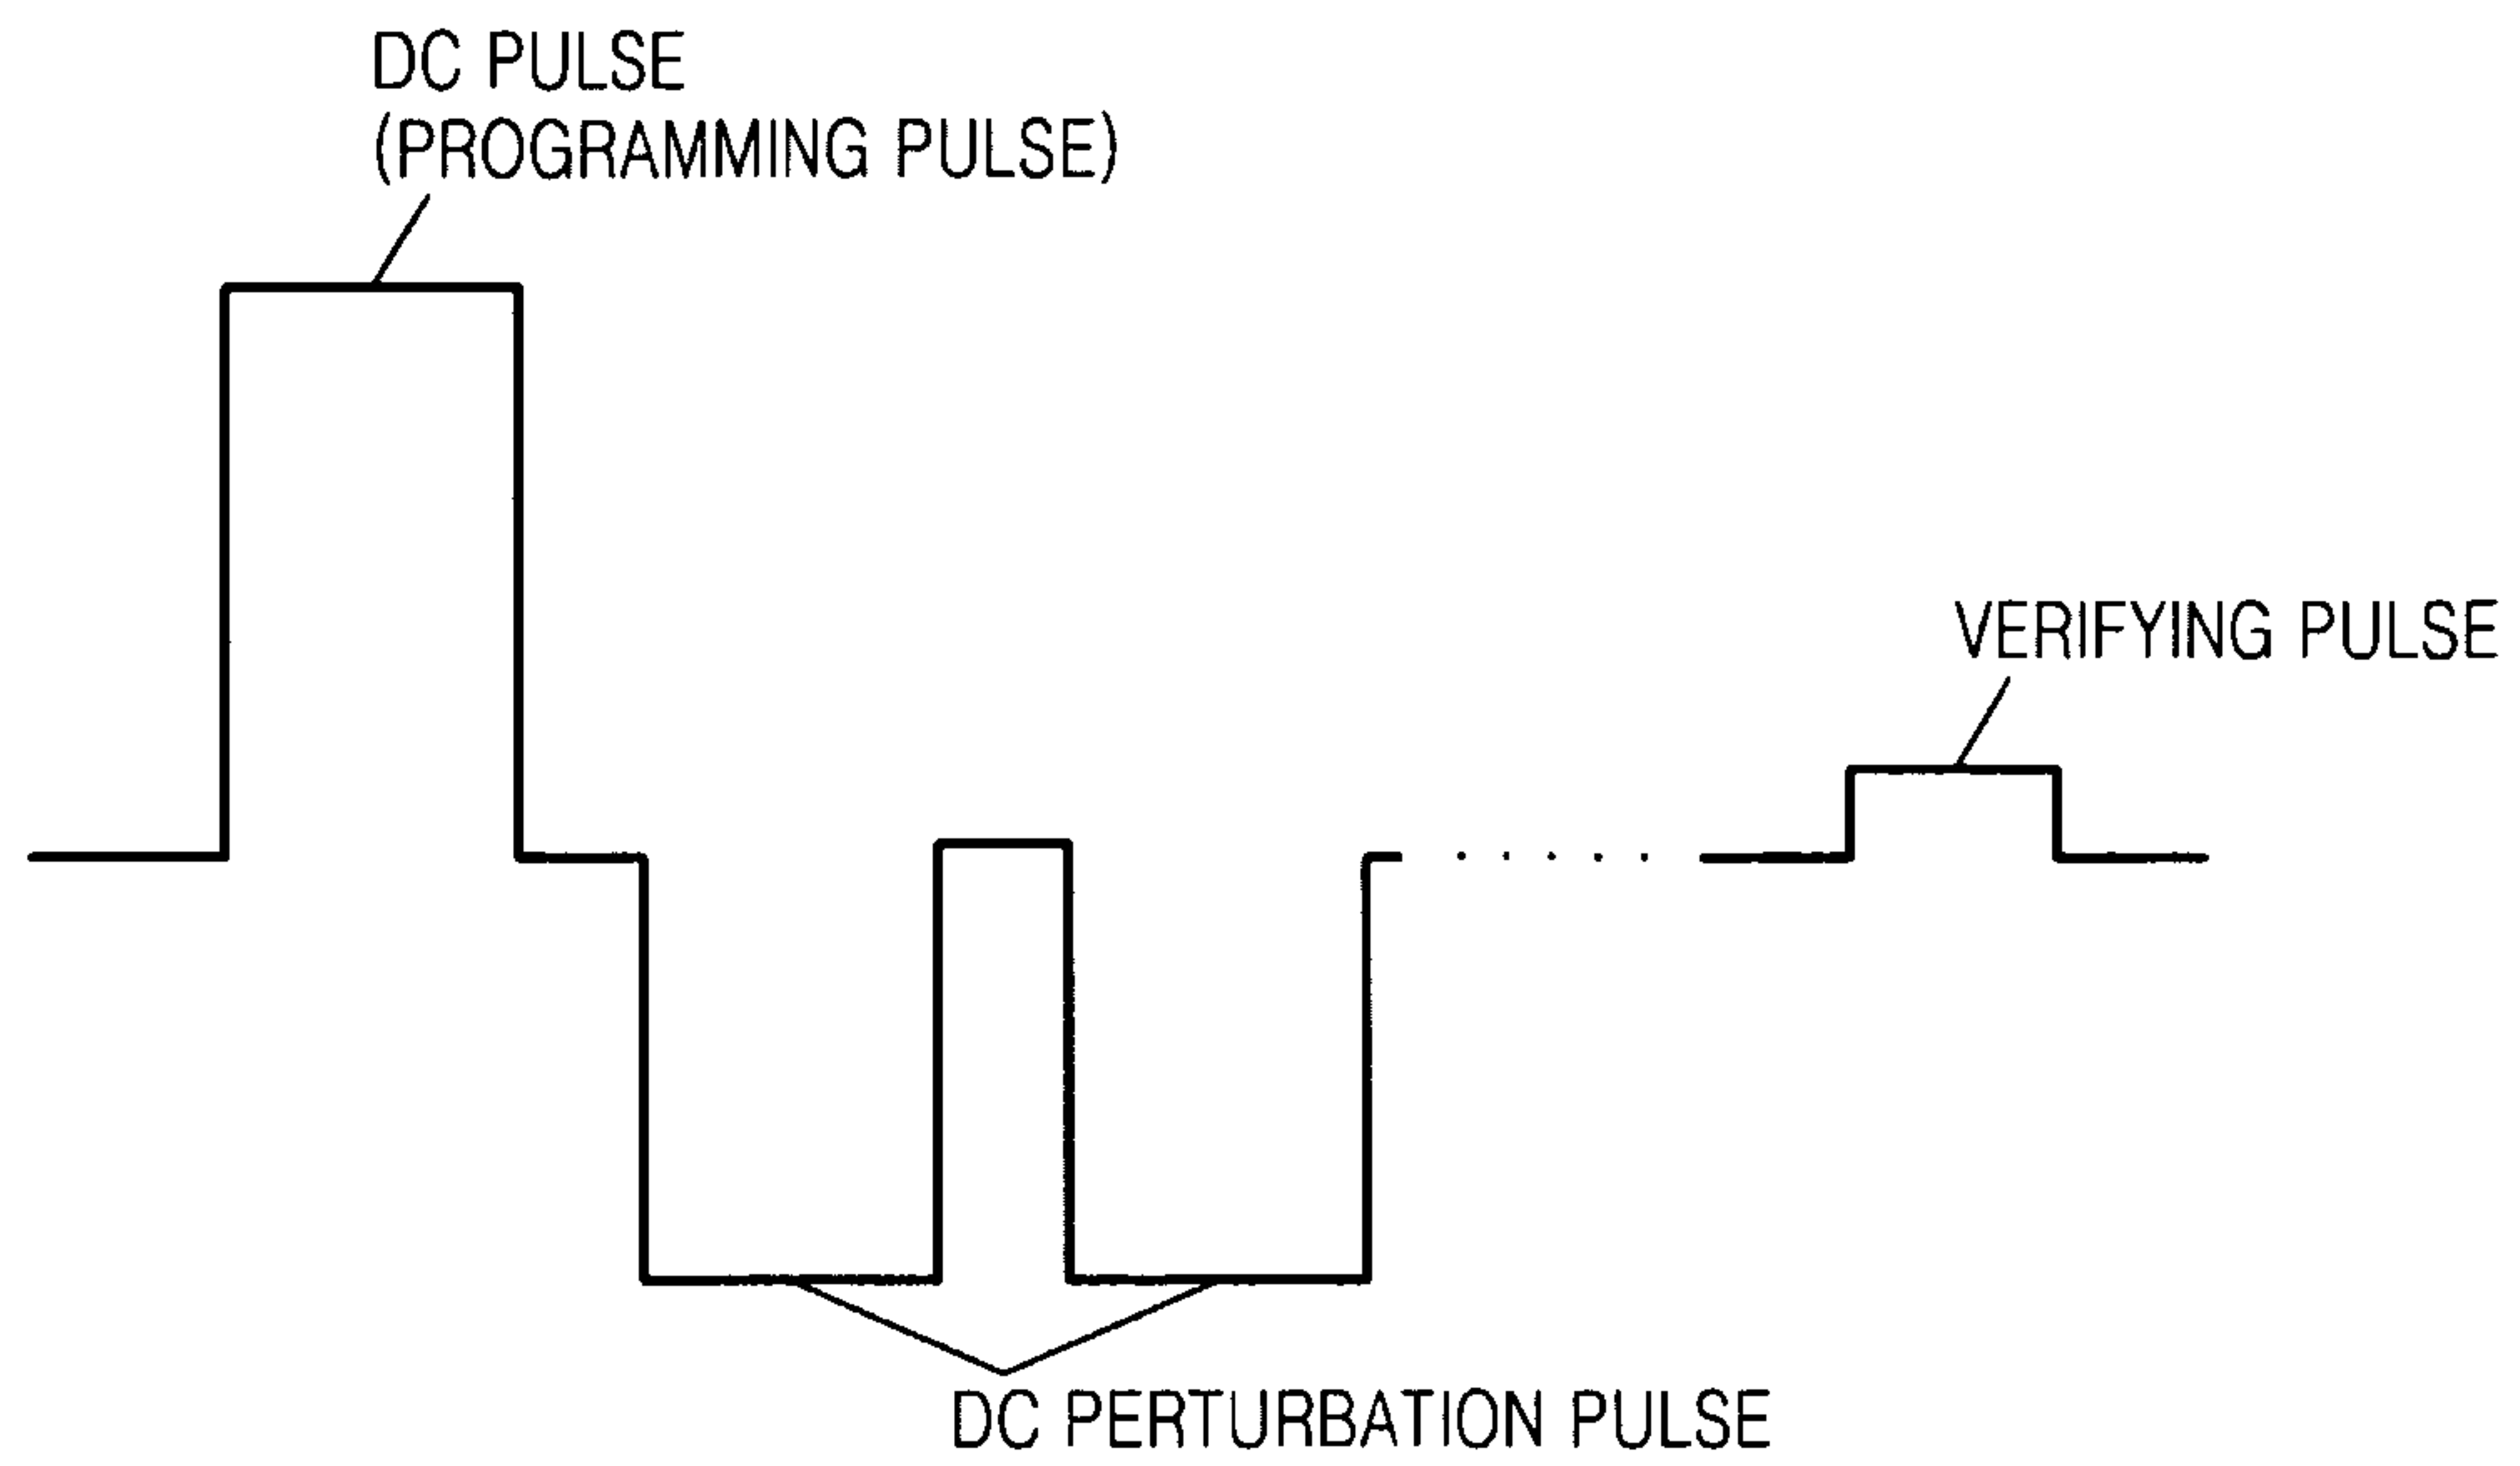 DC PULSE
(PROGRAMMING PULSE)
VERIFYING PULSE
DC PERTURBATION PULSE